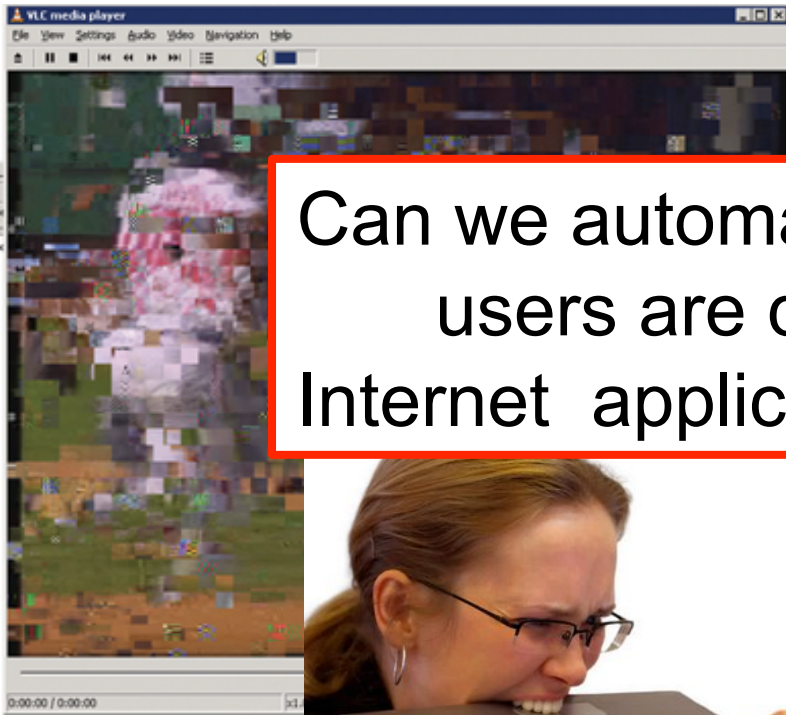 VLC media player
File View Settings Audio Video Navigation Help
Can we automa
users are
Internet applic
0:00:00 / 0:00:00